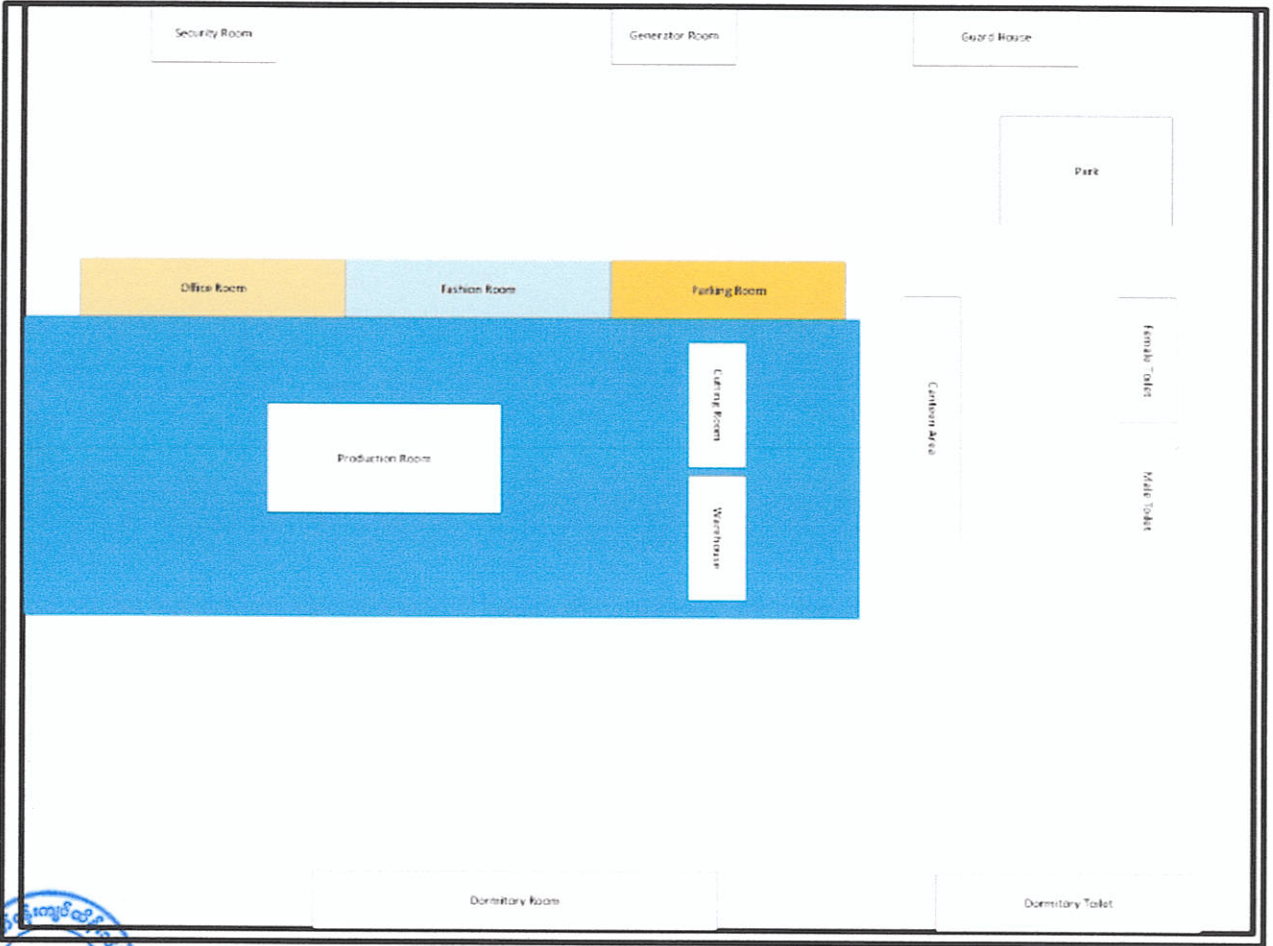 Security Room
Generator Room
Guard House
Park
Office Room
Fashion Room
Parking Room
Cutting Room
Female Toilet
Canteen Area
Production Room
Male Toilet
Warehouse
Dormitory Room
Dormitory Toilet